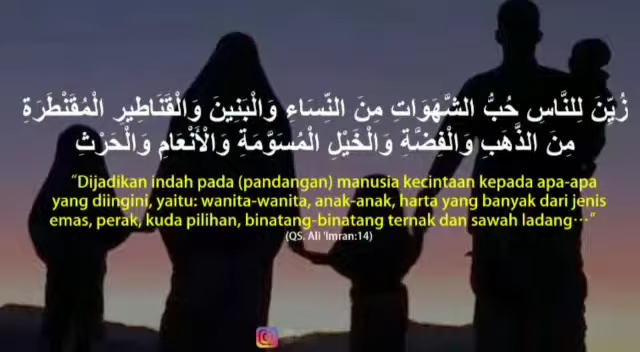 زُيِّنَ لِلنَّاسِ حُبُّ الشَّهَوَاتِ مِنَ النِّسَاءِ وَالْبَنِينَ وَالْقَنَاطِيرِ الْمُقَنْطَرَةِ
مِنَ الذَّهَبِ وَالْفِضَّةِ وَالْخَيْلِ الْمُسَوَّمَةِ وَالْأَنْعَامِ وَالْحَرْثِ
“Dijadikan indah pada (pandangan) manusia kecintaan kepada apa-apa
yang diingini, yaitu: wanita-wanita, anak-anak, harta yang banyak dari jenis
emas, perak, kuda pilihan, binatang-binatang ternak dan sawah ladang…“
(QS. Ali 'Imran:14)